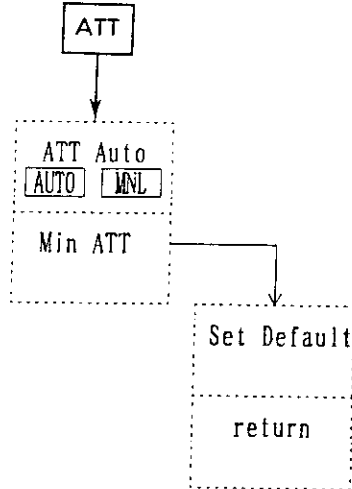 ATT
ATT Auto
AUTO MNL
Min ATT
Set Default
return